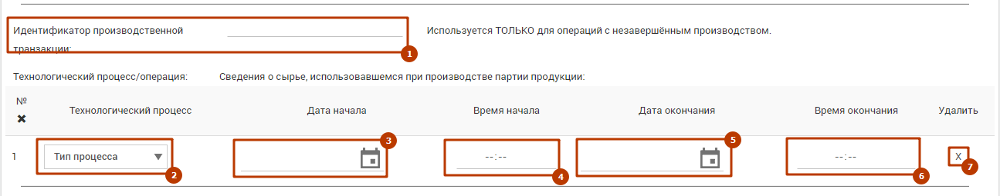 Идентификатор производственной Используется ТОЛЬКО для операций с незавершённым производством.
транзакции:
1
Технологический процесс/операция: Сведения о сырье, использовавшемся при производстве партии продукции:
№ Технологический процесс Дата начала Время начала Дата окончания Время окончания Удалить
✖
1 Тип процесса --:-- --:-- X
2 3 4 5 6 7